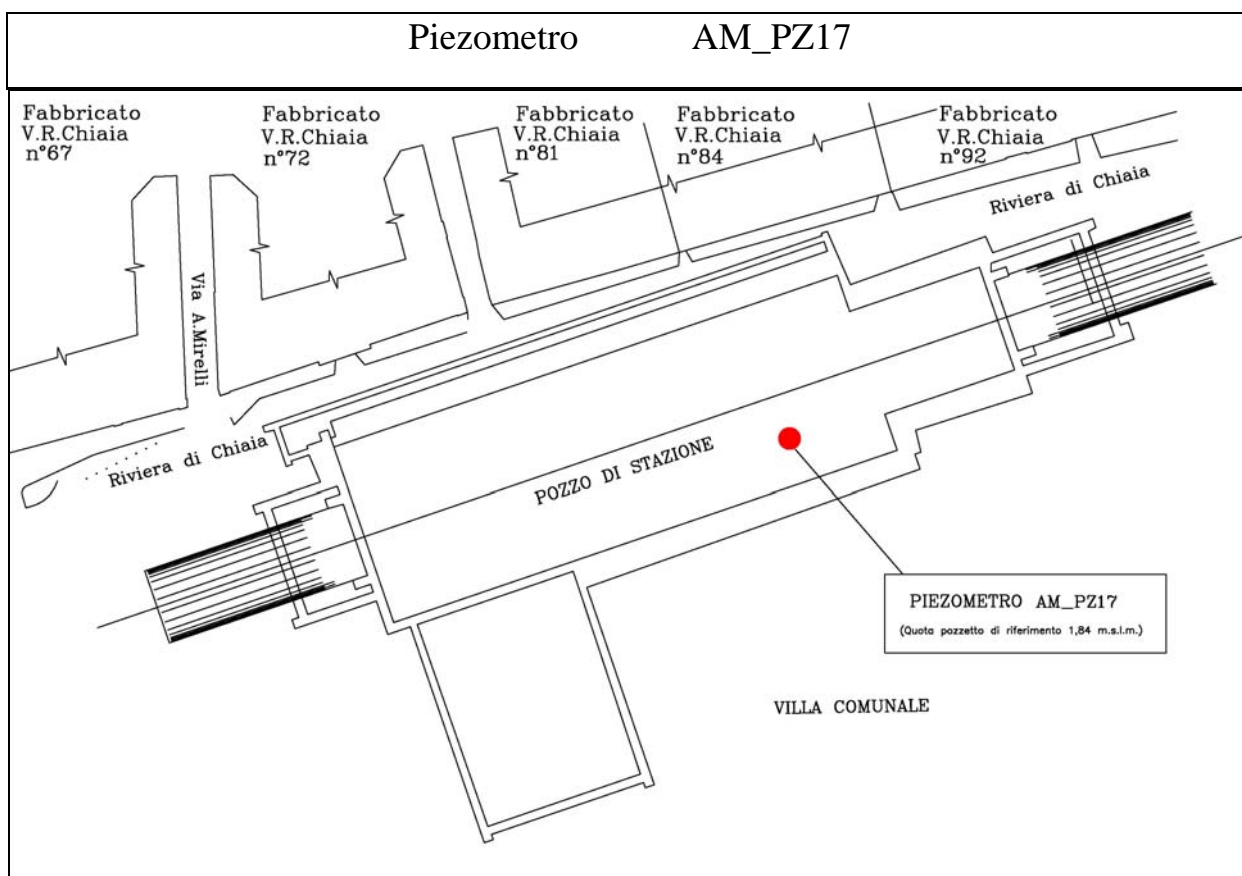 Piezometro AM_PZ17
Fabbricato
V.R.Chiaia
n°67
Fabbricato
V.R.Chiaia
n°72
Fabbricato
V.R.Chiaia
n°81
Fabbricato
V.R.Chiaia
n°84
Fabbricato
V.R.Chiaia
n°92
Riviera di Chiaia
Via A.Mirelli
Riviera di Chiaia
POZZO DI STAZIONE
PIEZOMETRO AM_PZ17
(Quota pozzetto di riferimento 1,84 m.s.l.m.)
VILLA COMUNALE